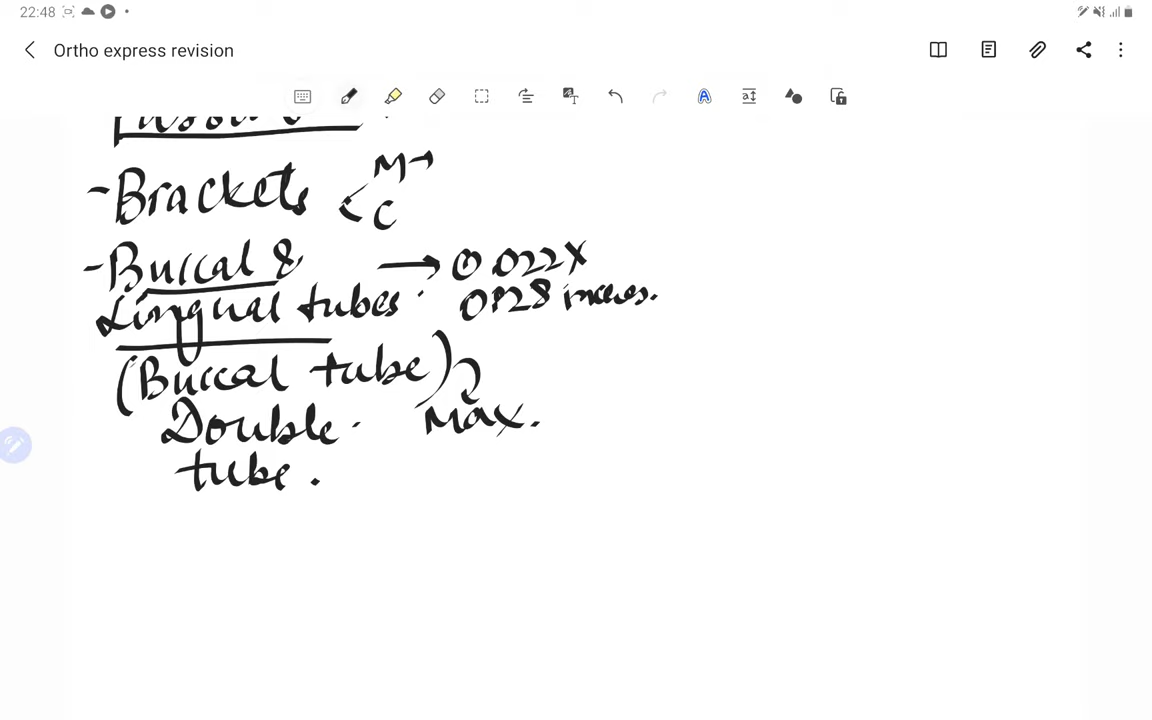 22:48
Ortho express revision
- Brackets < M →
C
- Buccal & → 0.022 X
Lingual tubes. 0.028 inches.
(Buccal tube)
Double. Max.
tube.